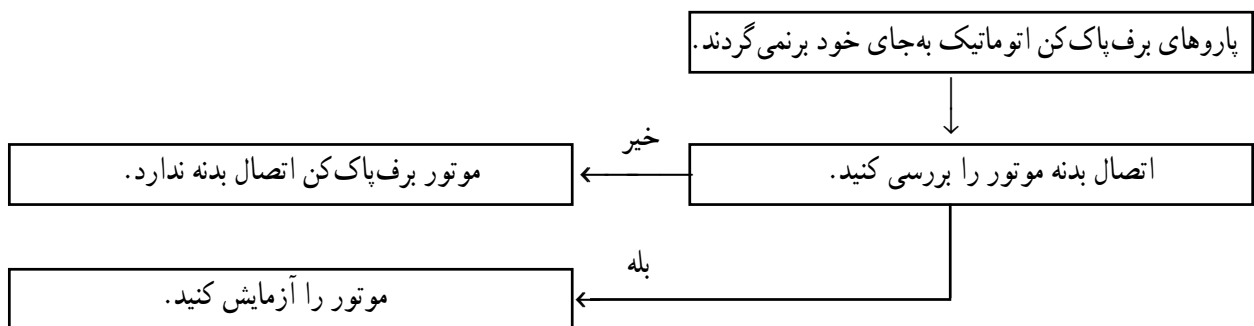 پاروهای برف‌پاک‌کن اتوماتیک به‌جای خود برنمی‌گردند.
اتصال بدنه موتور را بررسی کنید.
خیر
موتور برف‌پاک‌کن اتصال بدنه ندارد.
بله
موتور را آزمایش کنید.